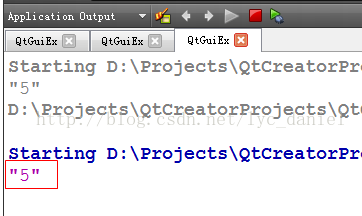 Application Output
QtGuiEx QtGuiEx QtGuiEx
Starting D:\Projects\QtCreatorPro
"5"
D:\Projects\QtCreatorProjects\Qt
http://blog.csdn.net/lyc_daniel
Starting D:\Projects\QtCreatorPro
"5"